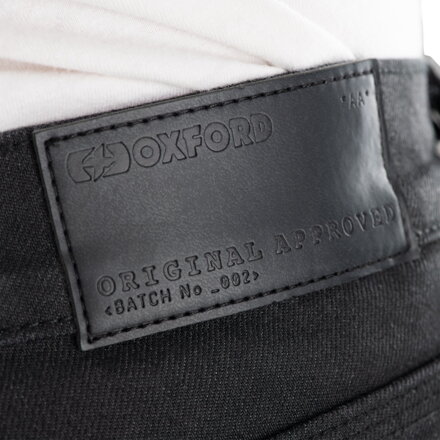 "AA"
OXFORD
ORIGINAL APPROVED
<BATCH No _002>